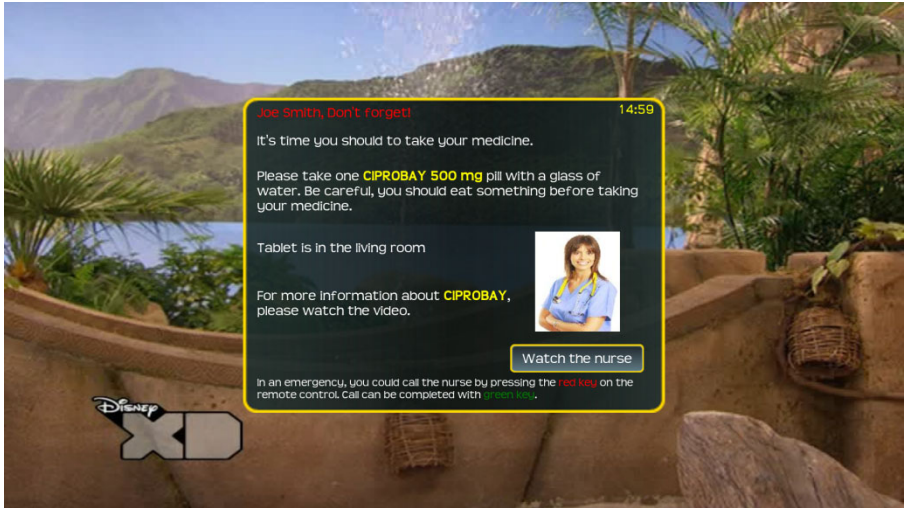 Joe Smith, Don't forget!
14:59
It's time you should to take your medicine.
Please take one CIPROBAY 500 mg pill with a glass of
water. Be careful, you should eat something before taking
your medicine.
Tablet is in the living room
For more information about CIPROBAY,
please watch the video.
Watch the nurse
In an emergency, you could call the nurse by pressing the red key on the
remote control. Call can be completed with green key.
Disney
XD